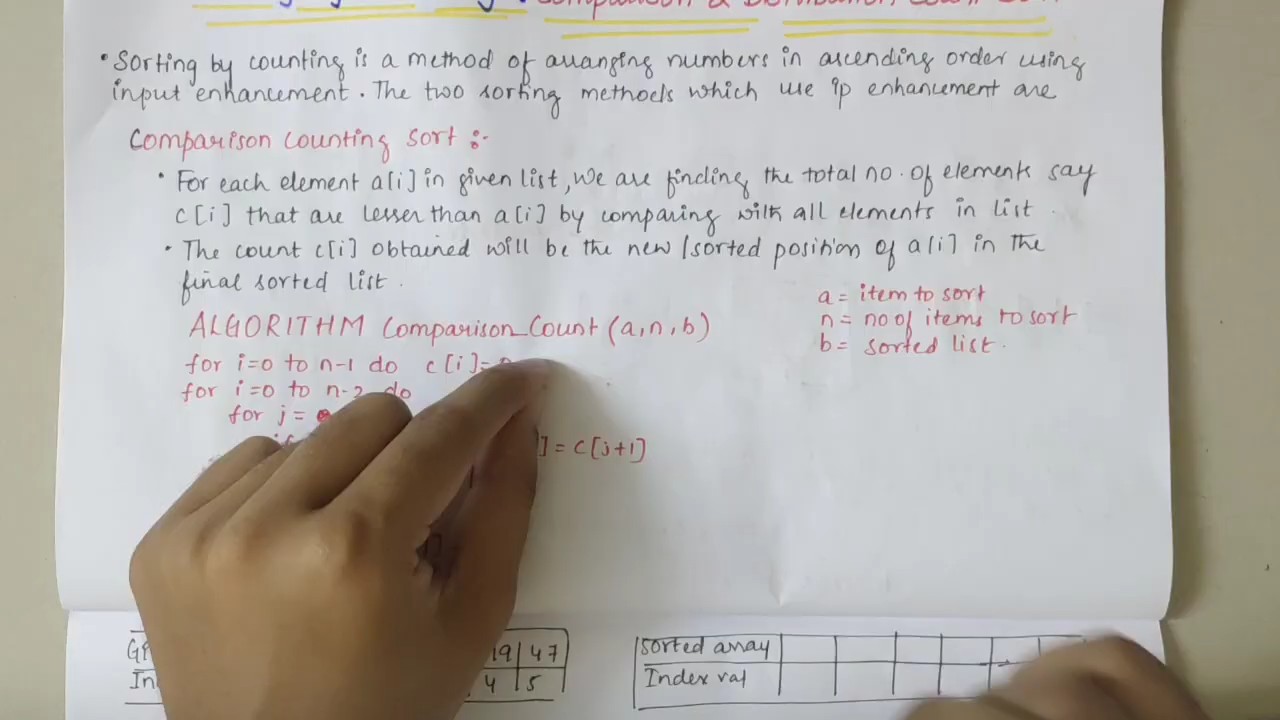 Comparison & Distribution Count Sort
• Sorting by counting is a method of arranging numbers in ascending order using
input enhancement. The two sorting methods which use ip enhancement are
Comparison Counting Sort :-
• For each element a[i] in given list, we are finding the total no. of elements say
c[i] that are lesser than a[i] by comparing with all elements in list.
• The count c[i] obtained will be the new/sorted position of a[i] in the
final sorted list.
a = item to sort
n = no of items to sort
b = sorted list.
ALGORITHM Comparison_Count (a, n, b)
for i=0 to n-1 do c[i]=
for i=0 to n-2 do
for j =
if
] = c[j+1]
19 47
4 5
Sorted array
Index val